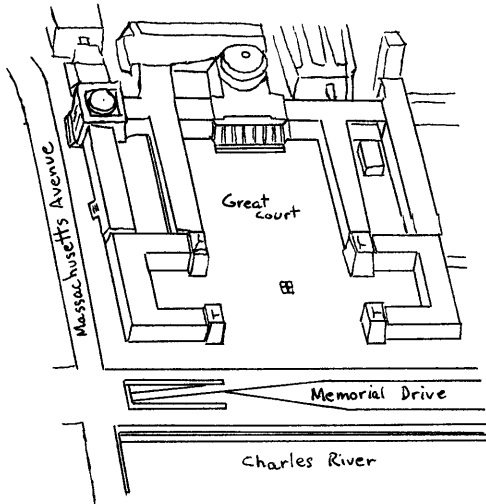 Massachusetts Avenue
Great
court
T
T
T
T
Memorial Drive
Charles River